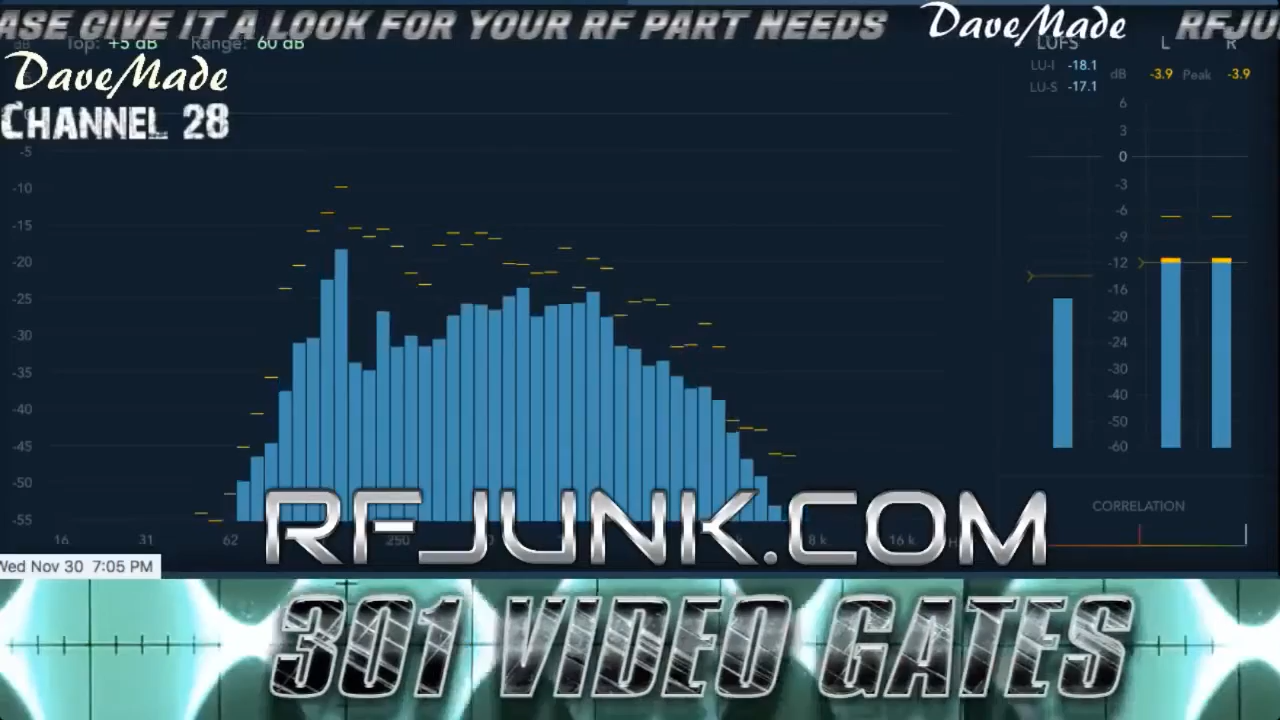 ASE GIVE IT A LOOK FOR YOUR RF PART NEEDS DaveMade RFJU
dB Top: +5 dB Range: 60 dB
DaveMade
CHANNEL 28
-5
-10
-15
-20
-25
-30
-35
-40
-45
-50
-55
16 31 62 250 8 k 16 k
LUFS L R
LU-I -18.1
LU-S -17.1
dB -3.9 Peak -3.9
6
3
0
-3
-6
-9
-12
-16
-20
-24
-30
-40
-50
-60
CORRELATION
RFJUNK.COM
Wed Nov 30 7:05 PM
301 VIDEO GATES